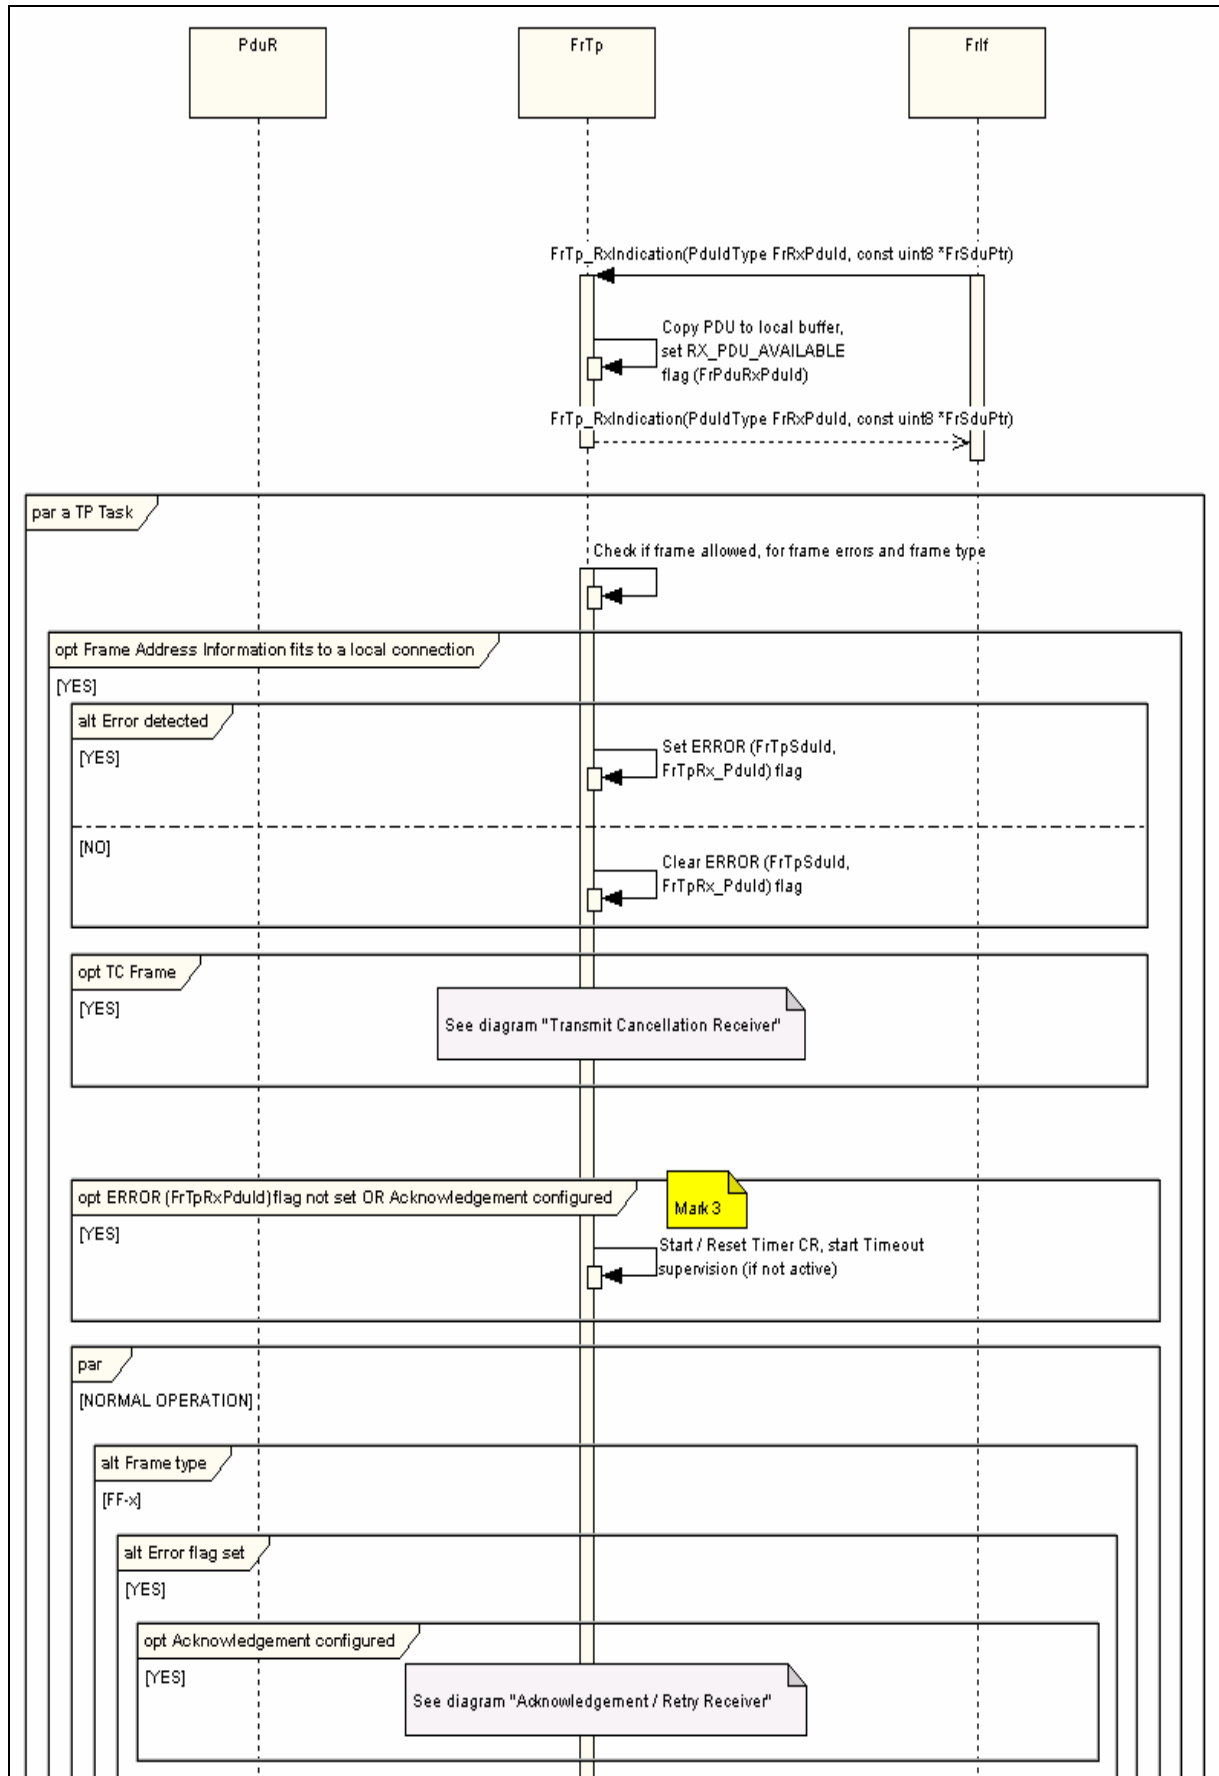 PduR
FrTp
FrIf
FrTp_RxIndication(PduIdType FrRxPduId, const uint8 *FrSduPtr)
Copy PDU to local buffer,
set RX_PDU_AVAILABLE
flag (FrPduRxPduId)
FrTp_RxIndication(PduIdType FrRxPduId, const uint8 *FrSduPtr)
par a TP Task
Check if frame allowed, for frame errors and frame type
opt Frame Address Information fits to a local connection
[YES]
alt Error detected
[YES]
Set ERROR (FrTpSduId,
FrTpRx_PduId) flag
[NO]
Clear ERROR (FrTpSduId,
FrTpRx_PduId) flag
opt TC Frame
[YES]
See diagram "Transmit Cancellation Receiver"
opt ERROR (FrTpRxPduId) flag not set OR Acknowledgement configured
Mark 3
[YES]
Start / Reset Timer CR, start Timeout
supervision (if not active)
par
[NORMAL OPERATION]
alt Frame type
[FF-x]
alt Error flag set
[YES]
opt Acknowledgement configured
[YES]
See diagram "Acknowledgement / Retry Receiver"